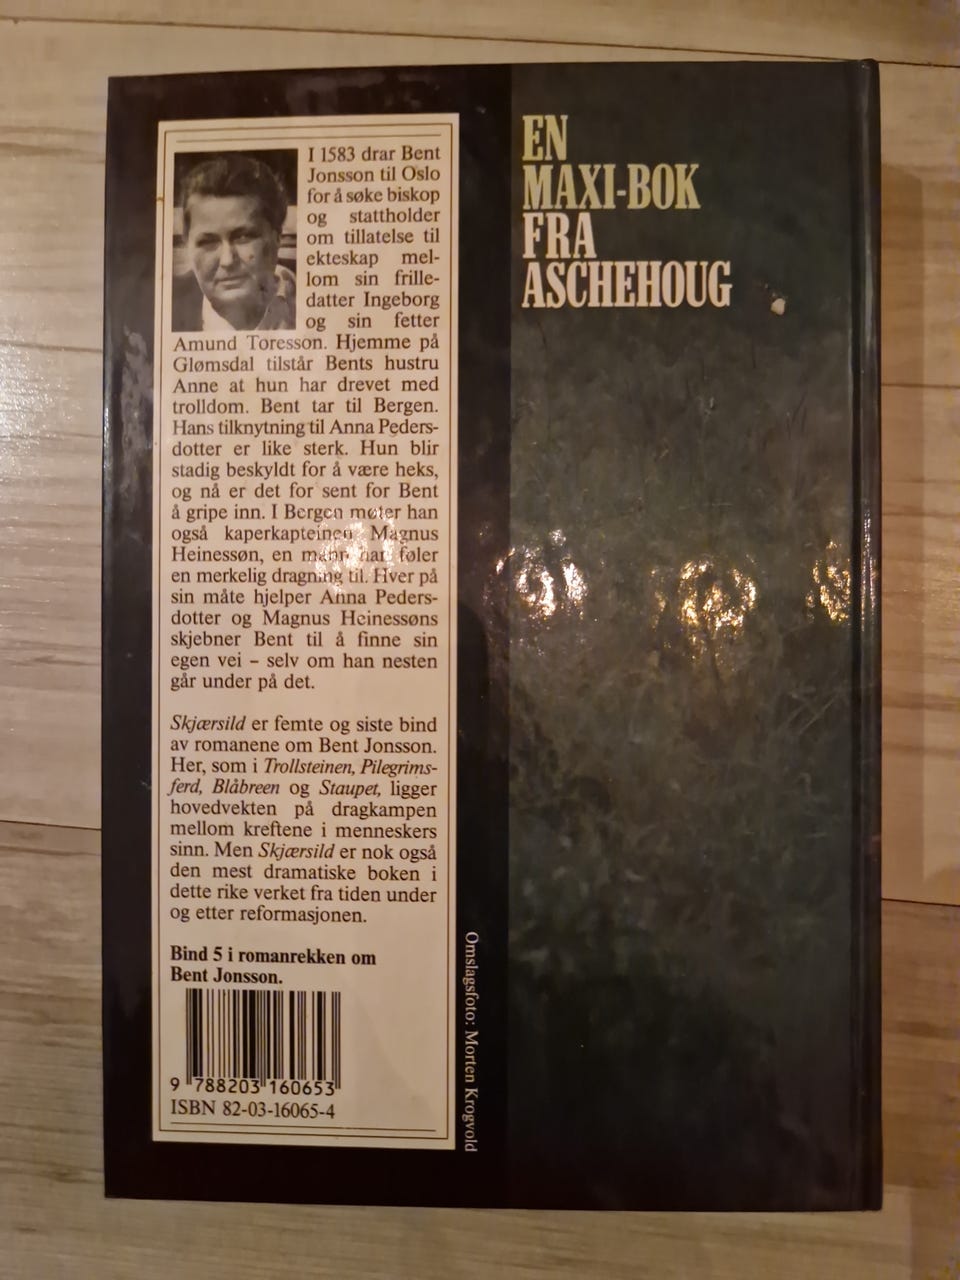 I 1583 drar Bent
Jonsson til Oslo
for å søke biskop
og stattholder
om tillatelse til
ekteskap mel-
lom sin frille-
datter Ingeborg
og sin fetter
Amund Toresson. Hjemme på
Glømsdal tilstår Bents hustru
Anne at hun har drevet med
trolldom. Bent tar til Bergen.
Hans tilknytning til Anna Peders-
dotter er like sterk. Hun blir
stadig beskyldt for å være heks,
og nå er det for sent for Bent
å gripe inn. I Bergen møter han
også kaperkapteinen Magnus
Heinessøn, en mann han føler
en merkelig dragning til. Hver på
sin måte hjelper Anna Peders-
dotter og Magnus Heinessøns
skjebner Bent til å finne sin
egen vei – selv om han nesten
går under på det.
Skjærsild er femte og siste bind
av romanene om Bent Jonsson.
Her, som i Trollsteinen, Pilegrims-
ferd, Blåbreen og Staupet, ligger
hovedvekten på dragkampen
mellom kreftene i menneskers
sinn. Men Skjærsild er nok også
den mest dramatiske boken i
dette rike verket fra tiden under
og etter reformasjonen.
Bind 5 i romanrekken om
Bent Jonsson.
9 788203 160653
ISBN 82-03-16065-4
Omslagsfoto: Morten Krogvold
EN
MAXI-BOK
FRA
ASCHEHOUG